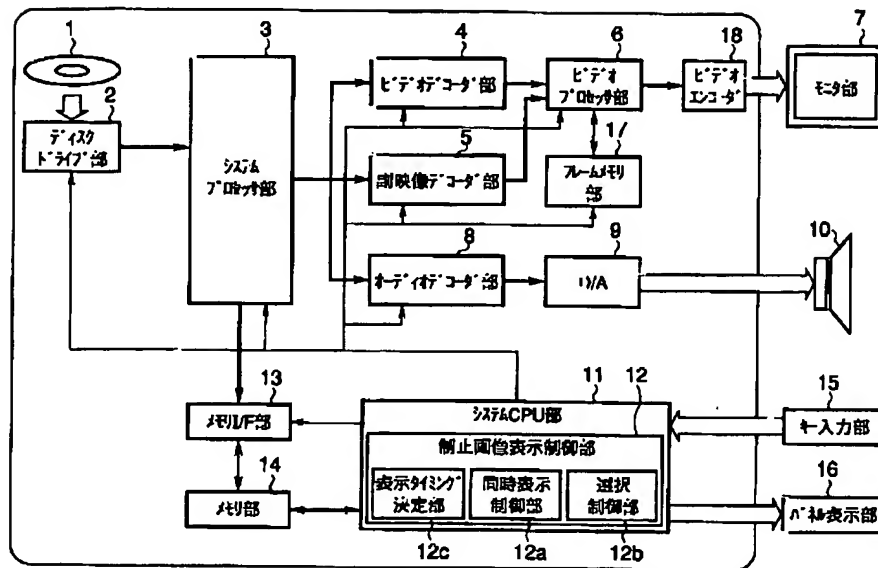 1
2
ディスク
ドライブ部
3
システム
プロセッサ部
4
ビデオデコーダ部
5
副映像デコーダ部
6
ビデオ
プロセッサ部
17
フレームメモリ
部
18
ビデオ
エンコーダ
7
モニタ部
8
オーディオデコーダ部
9
D/A
10
11
システムCPU部
12
制止画像表示制御部
表示タイミング
決定部
12c
同時表示
制御部
12a
選択
制御部
12b
13
メモリI/F部
14
メモリ部
15
キー入力部
16
パネル表示部